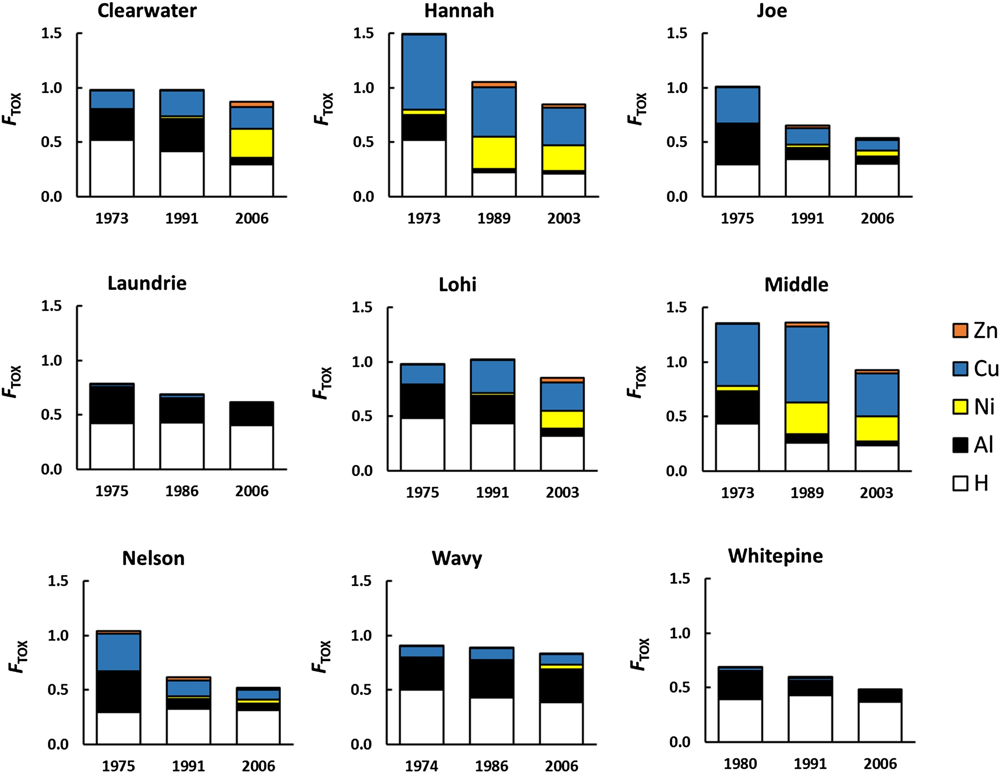 Clearwater
1.5
1.0
0.5
0.0
FTOX
1973 1991 2006
Hannah
1.5
1.0
0.5
0.0
FTOX
1973 1989 2003
Joe
1.5
1.0
0.5
0.0
FTOX
1975 1991 2006
Laundrie
1.5
1.0
0.5
0.0
FTOX
1975 1986 2006
Lohi
1.5
1.0
0.5
0.0
FTOX
1975 1991 2003
Middle
1.5
1.0
0.5
0.0
FTOX
1973 1989 2003
Zn
Cu
Ni
Al
H
Nelson
1.5
1.0
0.5
0.0
FTOX
1975 1991 2006
Wavy
1.5
1.0
0.5
0.0
FTOX
1974 1986 2006
Whitepine
1.5
1.0
0.5
0.0
FTOX
1980 1991 2006